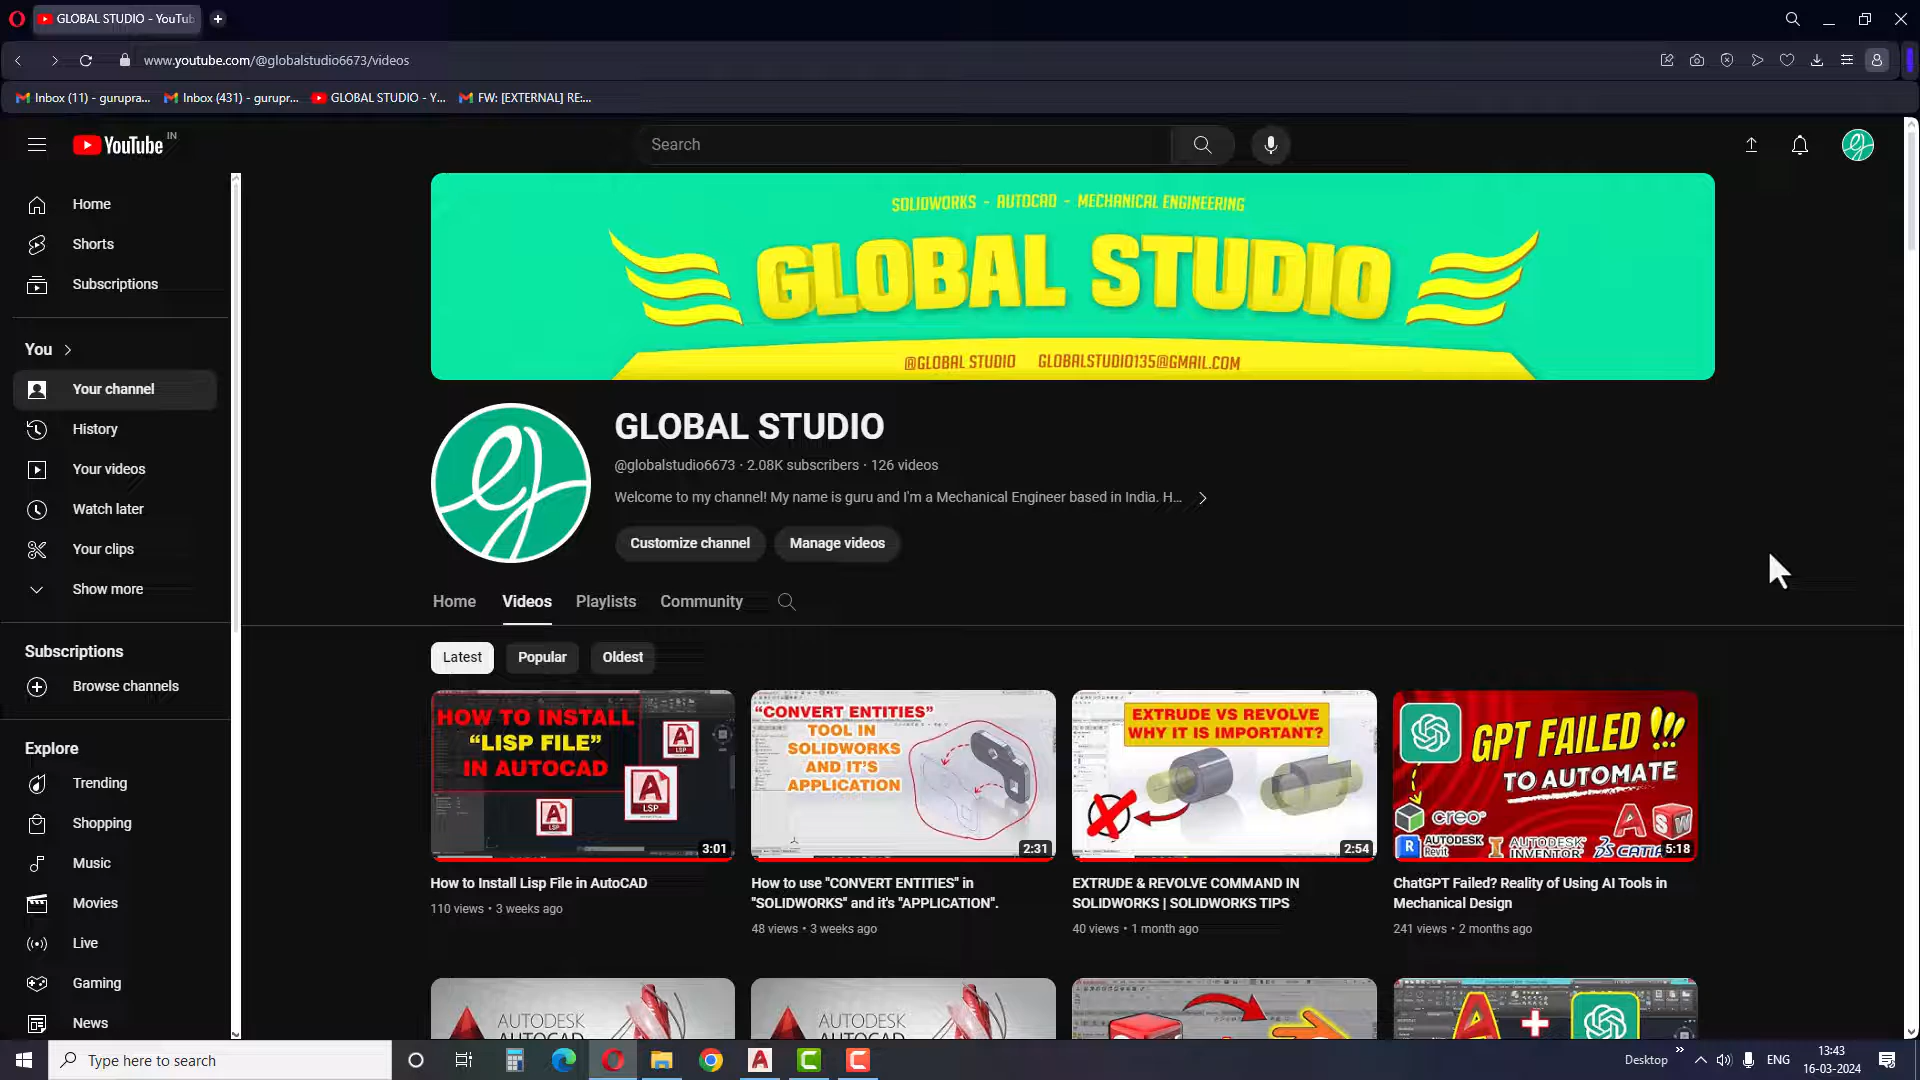 GLOBAL STUDIO - YouTub
www.youtube.com/@globalstudio6673/videos
Inbox (11) - gurupra...
Inbox (431) - gurupr...
GLOBAL STUDIO - Y...
FW: [EXTERNAL] RE:...
YouTube IN
Search
Home
Shorts
Subscriptions
You
Your channel
History
Your videos
Watch later
Your clips
Show more
Subscriptions
Browse channels
Explore
Trending
Shopping
Music
Movies
Live
Gaming
News
SOLIDWORKS - AUTOCAD - MECHANICAL ENGINEERING
GLOBAL STUDIO
@GLOBAL STUDIO GLOBALSTUDIO135@GMAIL.COM
GLOBAL STUDIO
@globalstudio6673 · 2.08K subscribers · 126 videos
Welcome to my channel! My name is guru and I'm a Mechanical Engineer based in India. H...
Customize channel
Manage videos
Home
Videos
Playlists
Community
Latest
Popular
Oldest
HOW TO INSTALL
"LISP FILE"
IN AUTOCAD
LSP
LSP
LSP
3:01
How to Install Lisp File in AutoCAD
110 views • 3 weeks ago
"CONVERT ENTITIES"
TOOL IN
SOLIDWORKS
AND IT'S
APPLICATION
2:31
How to use "CONVERT ENTITIES" in
"SOLIDWORKS" and it's "APPLICATION".
48 views • 3 weeks ago
EXTRUDE VS REVOLVE
WHY IT IS IMPORTANT?
2:54
EXTRUDE & REVOLVE COMMAND IN
SOLIDWORKS | SOLIDWORKS TIPS
40 views • 1 month ago
GPT FAILED !!!
TO AUTOMATE
creo
AUTODESK
Revit
AUTODESK
INVENTOR
CATIA
SW
5:18
ChatGPT Failed? Reality of Using AI Tools in
Mechanical Design
241 views • 2 months ago
AUTODESK
AUTODESK
Type here to search
Desktop
ENG
13:43
16-03-2024